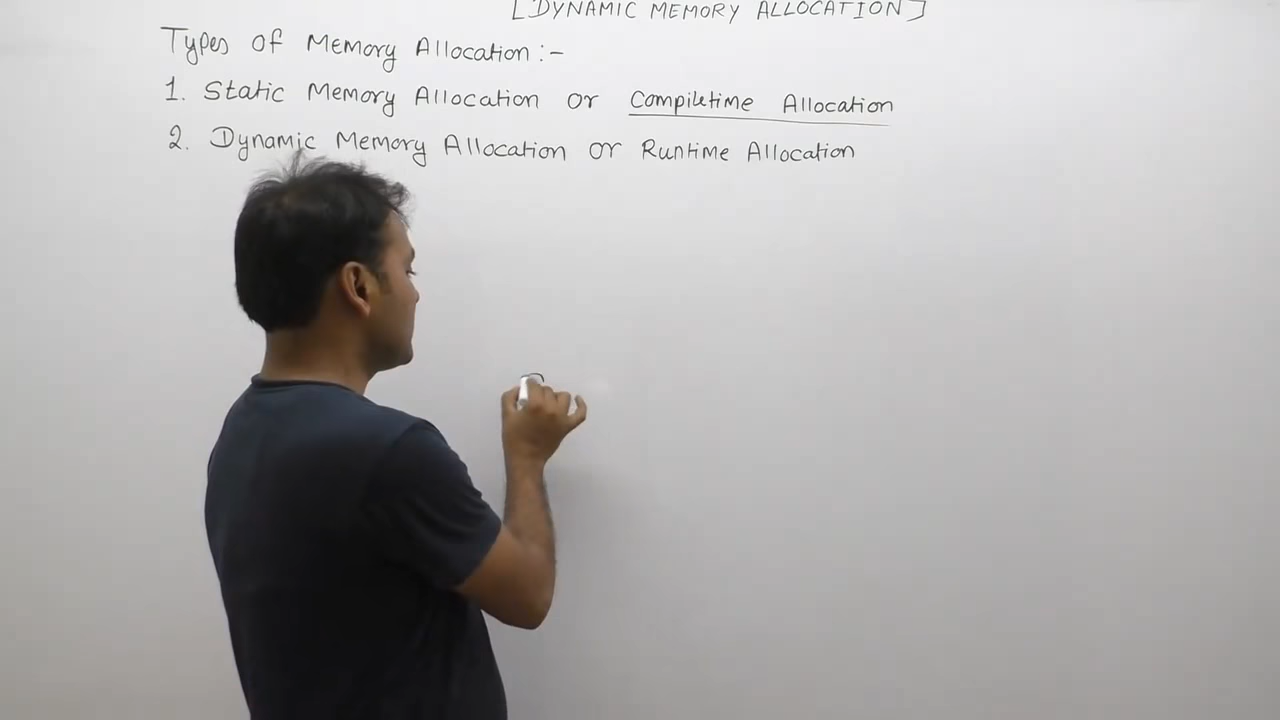 [DYNAMIC MEMORY ALLOCATION]
Types of Memory Allocation :-
1. Static Memory Allocation or Compiletime Allocation
2. Dynamic Memory Allocation or Runtime Allocation